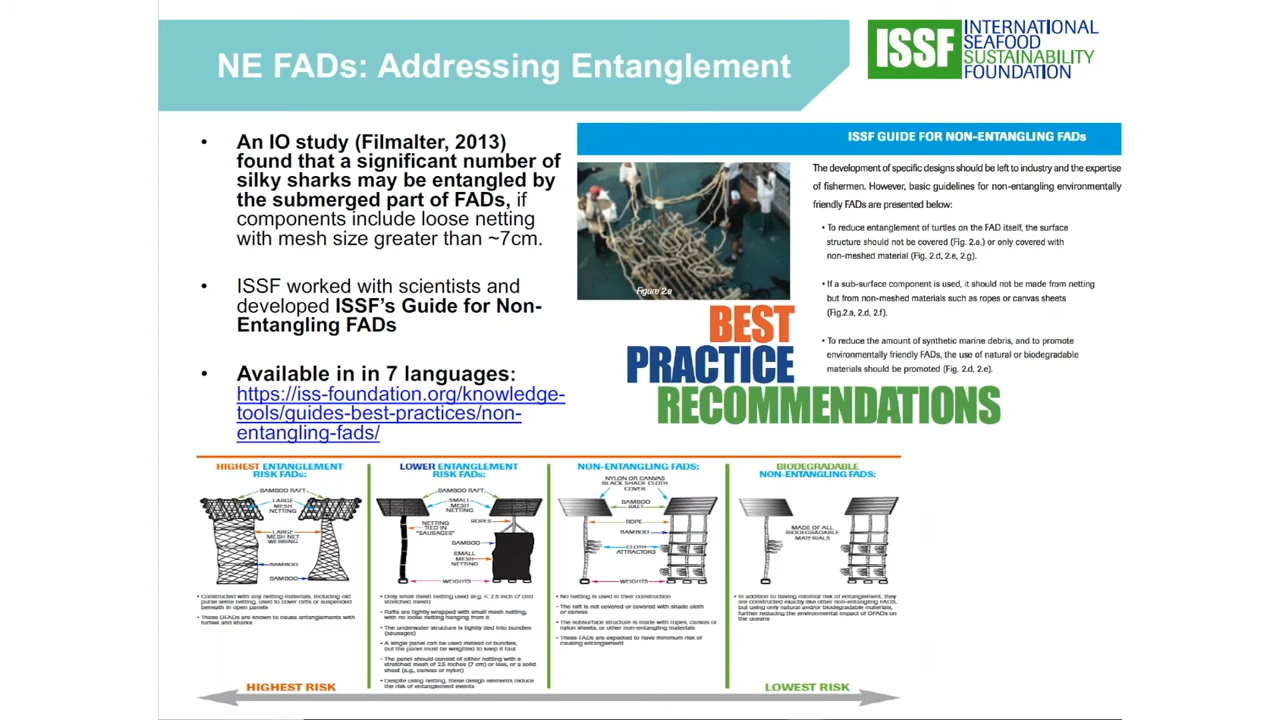 NE FADs: Addressing Entanglement
ISSF
INTERNATIONAL
SEAFOOD
SUSTAINABILITY
FOUNDATION
• An IO study (Filmalter, 2013)
found that a significant number of
silky sharks may be entangled by
the submerged part of FADs, if
components include loose netting
with mesh size greater than ~7cm.
• ISSF worked with scientists and
developed ISSF's Guide for Non-
Entangling FADs
• Available in in 7 languages:
https://iss-foundation.org/knowledge-
tools/guides-best-practices/non-
entangling-fads/
ISSF GUIDE FOR NON-ENTANGLING FADs
The development of specific designs should be left to industry and the expertise
of fishermen. However, basic guidelines for non-entangling environmentally
friendly FADs are presented below:
• To reduce entanglement of turtles on the FAD itself, the surface
structure should not be covered (Fig. 2.a.) or only covered with
non-meshed material (Fig. 2.d, 2.e, 2.g).
• If a sub-surface component is used, it should not be made from netting
but from non-meshed materials such as ropes or canvas sheets
(Fig.2.a, 2.d, 2.f).
• To reduce the amount of synthetic marine debris, and to promote
environmentally friendly FADs, the use of natural or biodegradable
materials should be promoted (Fig. 2.d, 2.e).
Figure 2.a
BEST
PRACTICE
RECOMMENDATIONS
HIGHEST ENTANGLEMENT
RISK FADs:
BAMBOO RAFT
LARGE
MESH
NETTING
LARGE
MESH NET
WEBBING
BAMBOO
BAMBOO
• Constructed with any netting materials, including old
purse seine netting, used to cover rafts or suspended
beneath in open panels
• These DFADs are known to cause entanglements with
turtles and sharks
LOWER ENTANGLEMENT
RISK FADs:
BAMBOO RAFT
SMALL
MESH
NETTING
NETTING
TIED IN
"SAUSAGES"
ROPES
BAMBOO
SMALL
MESH
NETTING
WEIGHTS
• Only small mesh netting used (e.g. < 2.5 inch (7 cm)
stretched mesh)
• Rafts are tightly wrapped with small mesh netting,
with no loose netting hanging from it
• The underwater structure is tightly tied into bundles
(sausages)
• A single panel can be used instead of bundles,
but the panel must be weighted to keep it taut
• The panel should consist of either netting with a
stretched mesh of 2.5 inches (7 cm) or less, or a solid
sheet (e.g., canvas or nylon)
• Despite using netting, these design elements reduce
the risk of entanglement events
NON-ENTANGLING FADS:
NYLON OR CANVAS
BLACK SHADE CLOTH
COVER
BAMBOO
RAFT
ROPE
BAMBOO
CLOTH
ATTRACTORS
WEIGHTS
• No netting is used in their construction
• The raft is not covered or covered with shade cloth
or canvas
• The subsurface structure is made with ropes, canvas or
nylon sheets, or other non-entangling materials
• These FADs are expected to have minimum risk of
causing entanglement
BIODEGRADABLE
NON-ENTANGLING FADS:
MADE OF ALL
BIODEGRADABLE
MATERIALS
• In addition to having minimal risk of entanglement, they
are constructed exactly like other non-entangling FADS,
but using only natural and/or biodegradable materials,
further reducing the environmental impact of DFADs on
the oceans
HIGHEST RISK
LOWEST RISK